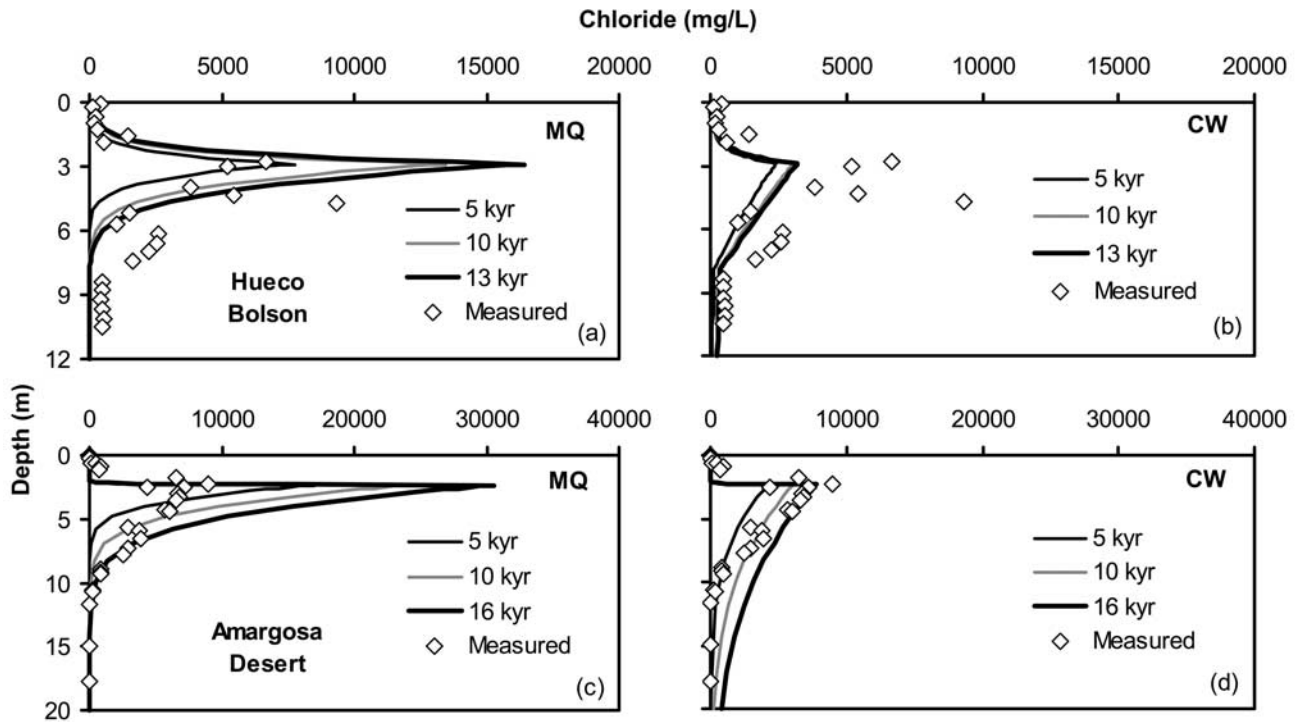 Chloride (mg/L)
0 5000 10000 15000 20000
0 5000 10000 15000 20000
0
3
6
9
12
MQ
5 kyr
10 kyr
13 kyr
Measured
Hueco
Bolson
(a)
CW
5 kyr
10 kyr
13 kyr
Measured
(b)
Depth (m)
0 10000 20000 30000 40000
0 10000 20000 30000 40000
0
5
10
15
20
MQ
5 kyr
10 kyr
16 kyr
Measured
Amargosa
Desert
(c)
CW
5 kyr
10 kyr
16 kyr
Measured
(d)